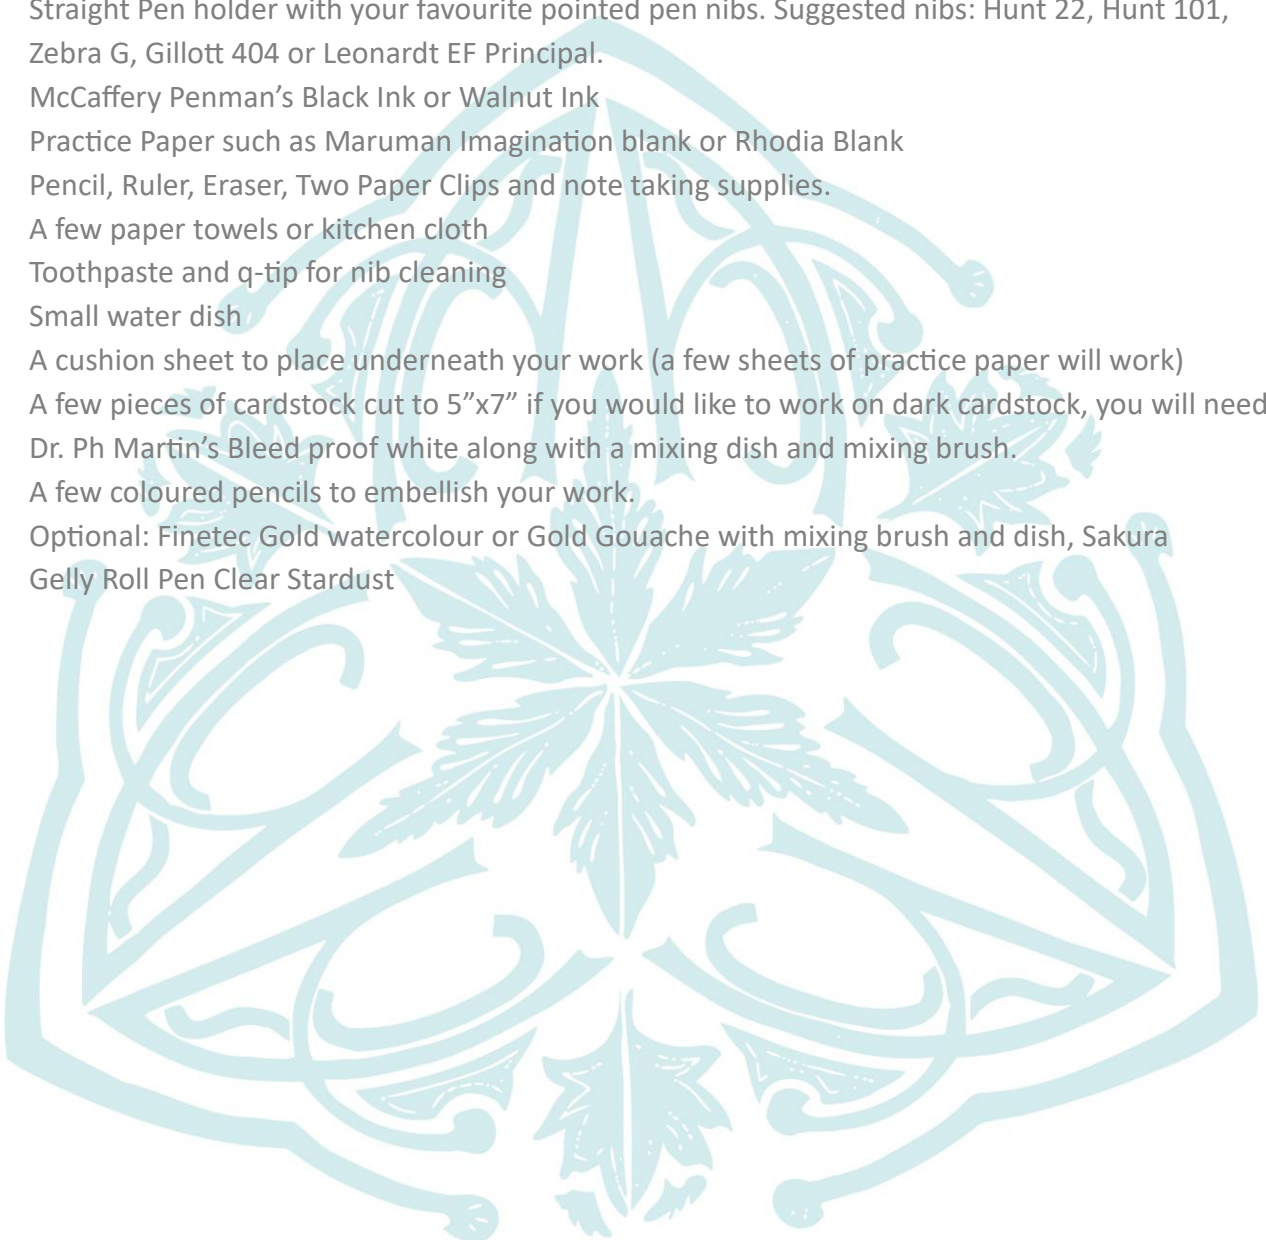 Straight Pen holder with your favourite pointed pen nibs. Suggested nibs: Hunt 22, Hunt 101,
Zebra G, Gillott 404 or Leonardt EF Principal.
McCaffery Penman’s Black Ink or Walnut Ink
Practice Paper such as Maruman Imagination blank or Rhodia Blank
Pencil, Ruler, Eraser, Two Paper Clips and note taking supplies.
A few paper towels or kitchen cloth
Toothpaste and q-tip for nib cleaning
Small water dish
A cushion sheet to place underneath your work (a few sheets of practice paper will work)
A few pieces of cardstock cut to 5”x7” if you would like to work on dark cardstock, you will need
Dr. Ph Martin’s Bleed proof white along with a mixing dish and mixing brush.
A few coloured pencils to embellish your work.
Optional: Finetec Gold watercolour or Gold Gouache with mixing brush and dish, Sakura
Gelly Roll Pen Clear Stardust